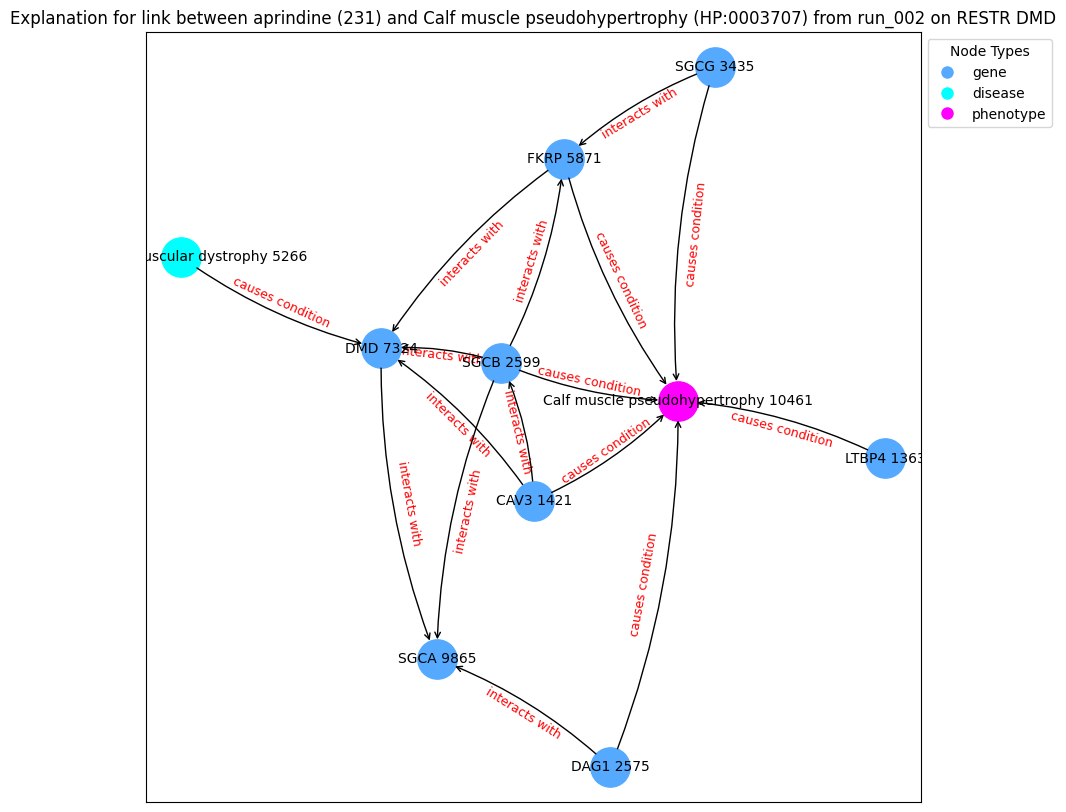 Explanation for link between aprindine (231) and Calf muscle pseudohypertrophy (HP:0003707) from run_002 on RESTR DMD
Node Types
gene
disease
phenotype
SGCG 3435
interacts with
FKRP 5871
causes condition
interacts with
interacts with
causes condition
uscular dystrophy 5266
causes condition
DMD 7324
interacts with
SGCB 2599
causes condition
Calf muscle pseudohypertrophy 10461
interacts with
interacts with
causes condition
causes condition
LTBP4 1363
interacts with
interacts with
CAV3 1421
causes condition
SGCA 9865
interacts with
DAG1 2575